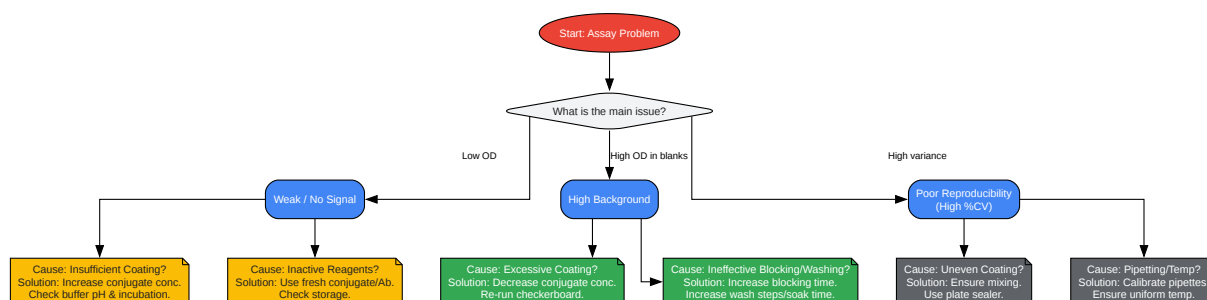 Start: Assay Problem
What is the main issue?
Low OD
High OD in blanks
High variance
Weak / No Signal
High Background
Poor Reproducibility
(High %CV)
Cause: Insufficient Coating?
Solution: Increase conjugate conc.
Check buffer pH & incubation.
Cause: Inactive Reagents?
Solution: Use fresh conjugate/Ab.
Check storage.
Cause: Excessive Coating?
Solution: Decrease conjugate conc.
Re-run checkerboard.
Cause: Ineffective Blocking/Washing?
Solution: Increase blocking time.
Increase wash steps/soak time.
Cause: Uneven Coating?
Solution: Ensure mixing.
Use plate sealer.
Cause: Pipetting/Temp?
Solution: Calibrate pipettes.
Ensure uniform temp.